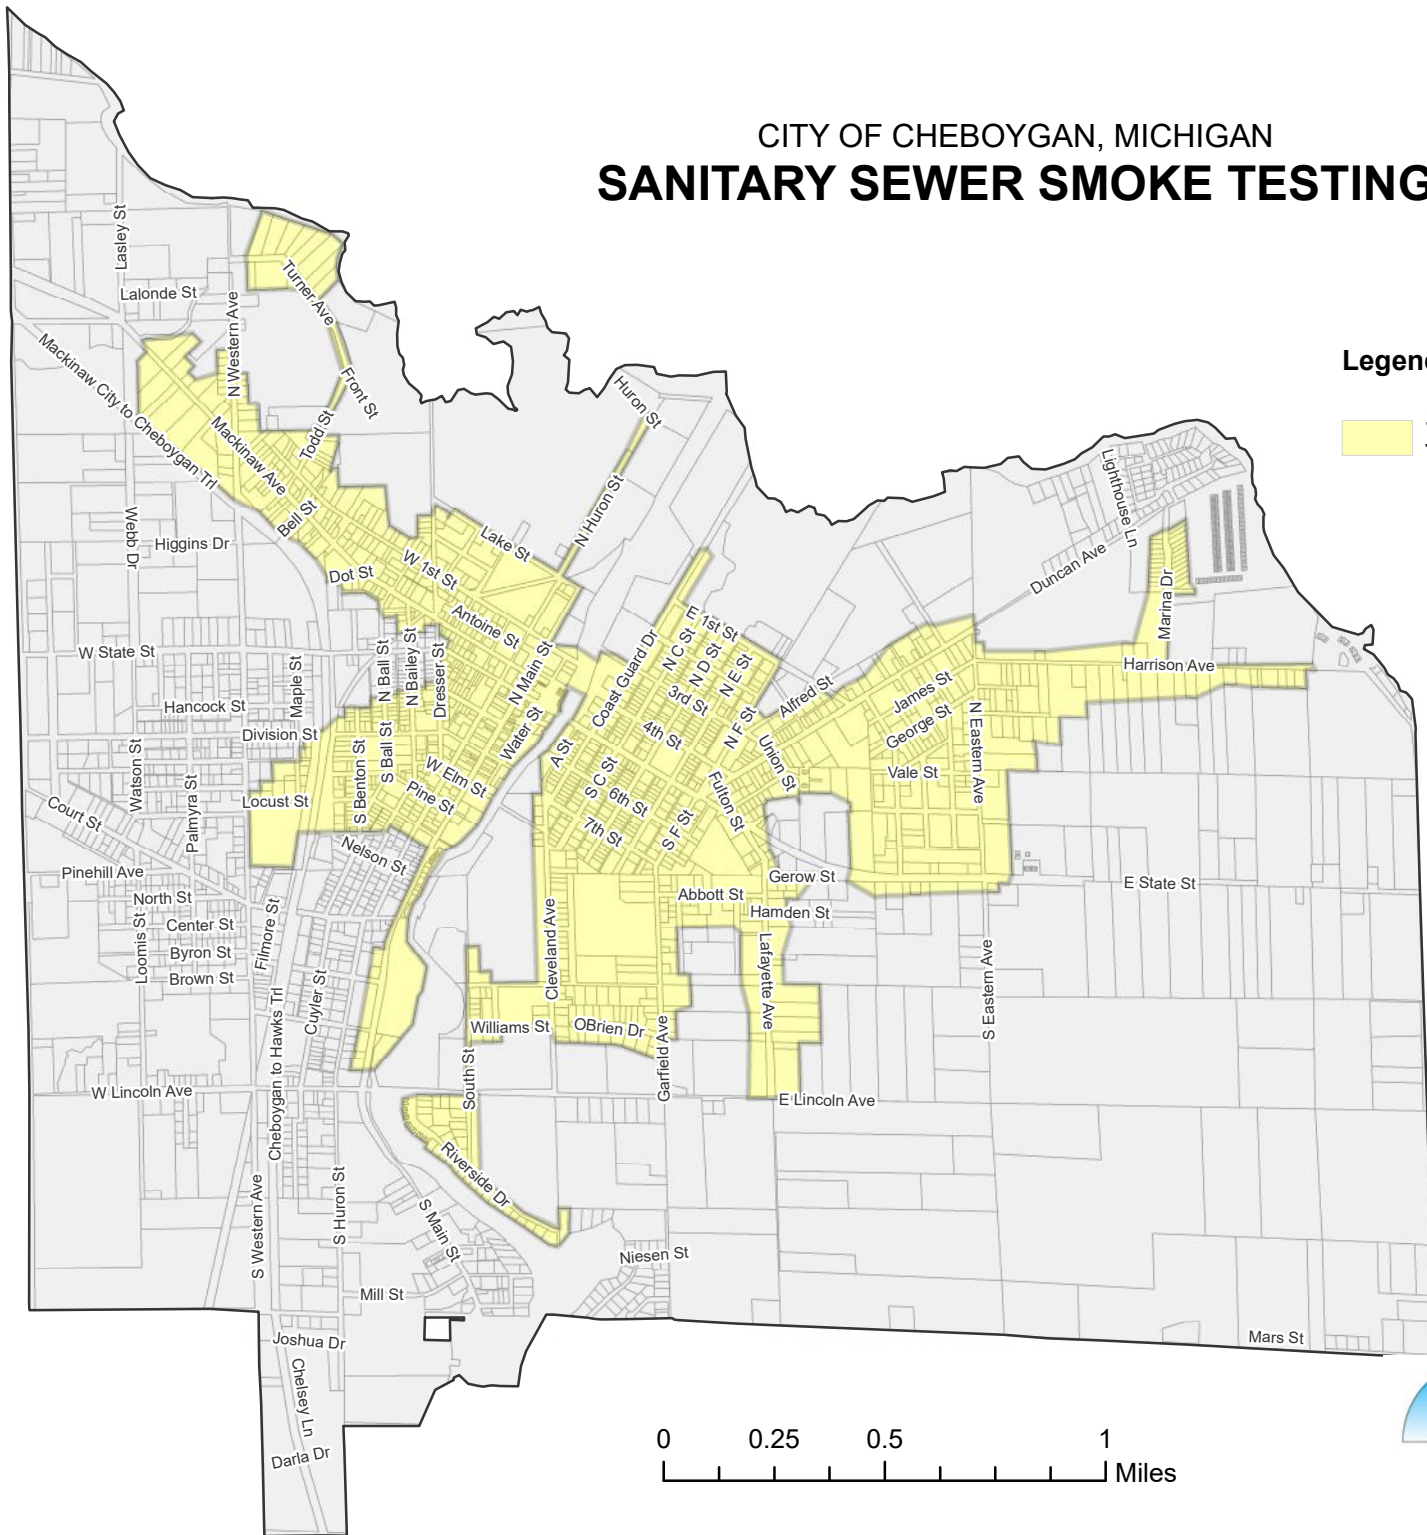 CITY OF CHEBOYGAN, MICHIGAN
SANITARY SEWER SMOKE TESTING
Legend
Lasley St
Lalonde St
N Western Ave
Turner Ave
Front St
Todd St
Mackinaw City to Cheboygan Trl
Mackinaw Ave
Bell St
Huron St
N Huron St
Lake St
Webb Dr
Higgins Dr
Dot St
W 1st St
Antoine St
Lighthouse Ln
Duncan Ave
Marina Dr
Harrison Ave
W State St
Maple St
N Ball St
N Bailey St
Dresser St
N Main St
Water St
Coast Guard Dr
E 1st St
N C St
N D St
N E St
3rd St
4th St
N F St
Alfred St
James St
George St
N Eastern Ave
Hancock St
Division St
Watson St
Palmyra St
Locust St
S Benton St
S Ball St
W Elm St
Pine St
A St
S C St
6th St
7th St
S F St
Fulton St
Union St
Vale St
Court St
Nelson St
Pinehill Ave
North St
Center St
Byron St
Brown St
Loomis St
Filmore St
Cuyler St
Gerow St
Abbott St
Hamden St
E State St
Cleveland Ave
Lafayette Ave
S Eastern Ave
Williams St
OBrien Dr
Garfield Ave
South St
W Lincoln Ave
E Lincoln Ave
Cheboygan to Hawks Trl
Riverside Dr
S Western Ave
S Huron St
S Main St
Niesen St
Mill St
Joshua Dr
Mars St
Chelsey Ln
Darla Dr
0 0.25 0.5 1
Miles